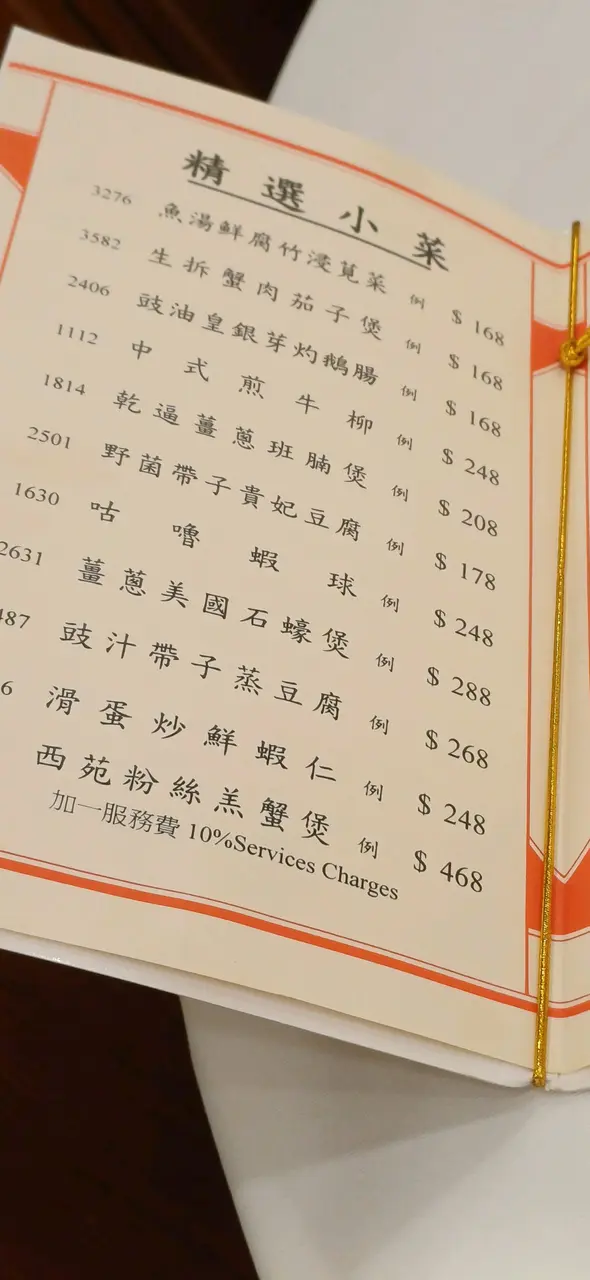 精選小菜
3276 魚湯鮮腐竹浸莧菜 例 $ 168
3582 生拆蟹肉茄子煲 例 $ 168
2406 豉油皇銀芽灼鵝腸 例 $ 168
1112 中式煎牛柳 例 $ 248
1814 乾逼薑蔥班腩煲 例 $ 208
2501 野菌帶子貴妃豆腐 例 $ 178
1630 咕嚕蝦球 例 $ 248
2631 薑蔥美國石蠔煲 例 $ 288
487 豉汁帶子蒸豆腐 例 $ 268
6 滑蛋炒鮮蝦仁 例 $ 248
西苑粉絲羔蟹煲 例 $ 468
加一服務費 10%Services Charges